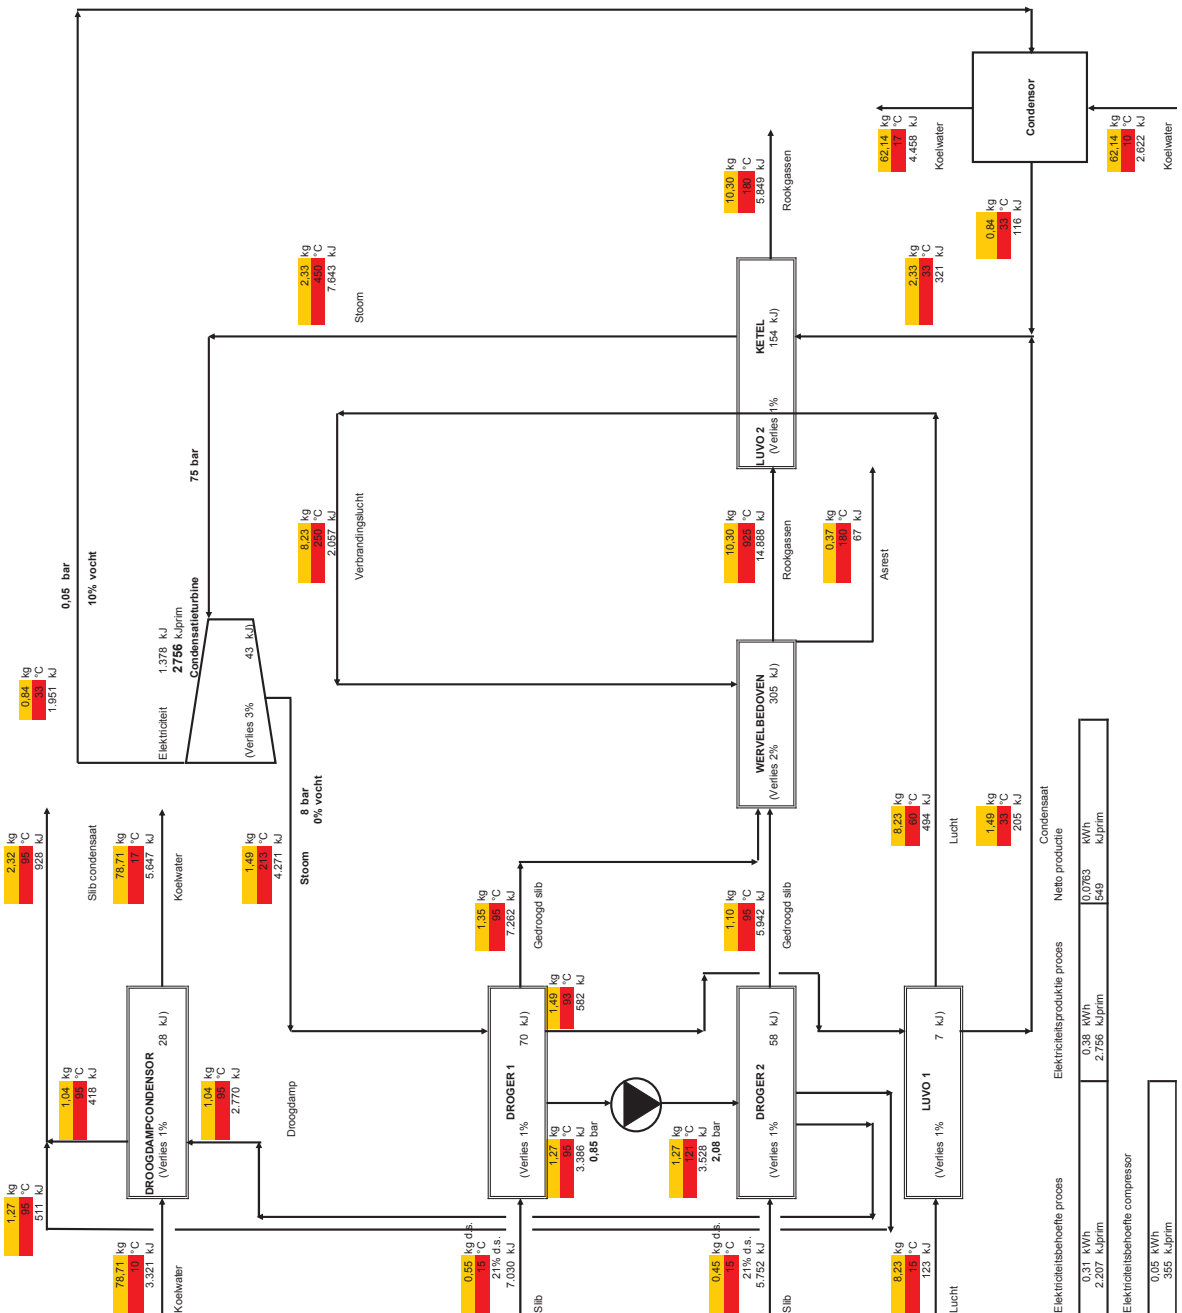 0,05 bar
10% vocht
0,84 kg
33 °C
1.951 kJ
Elektriciteit
1.378 kJ
2756 kJprim
Condensatieturbine
(Verlies 3%
43 kJ)
75 bar
2,33 kg
450 °C
7.643 kJ
Stoom
Condensor
62,14 kg
17 °C
4.458 kJ
Koelwater
62,14 kg
10 °C
2.622 kJ
Koelwater
0,84 kg
33 °C
116 kJ
2,33 kg
33 °C
321 kJ
10,30 kg
180 °C
5.849 kJ
Rookgassen
KETEL
154 kJ)
LUVO 2
(Verlies 1%
8,23 kg
250 °C
2.057 kJ
Verbrandingslucht
10,30 kg
925 °C
14.888 kJ
Rookgassen
0,37 kg
180 °C
67 kJ
Asrest
WERVELBEDOVEN
(Verlies 2%
305 kJ)
2,32 kg
95 °C
928 kJ
Slib condensaat
78,71 kg
17 °C
5.647 kJ
Koelwater
1,49 kg
213 °C
4.271 kJ
Stoom
8 bar
0% vocht
1,35 kg
95 °C
7.262 kJ
Gedroogd slib
1,10 kg
95 °C
5.942 kJ
Gedroogd slib
8,23 kg
60 °C
494 kJ
Lucht
1,49 kg
33 °C
205 kJ
Condensaat
DROOGDAMPCONDENSOR
(Verlies 1%
28 kJ)
1,04 kg
95 °C
418 kJ
1,04 kg
95 °C
2.770 kJ
Droogdamp
1,27 kg
95 °C
511 kJ
78,71 kg
10 °C
3.321 kJ
Koelwater
DROGER 1
(Verlies 1%
70 kJ)
1,49 kg
93 °C
582 kJ
1,27 kg
95 °C
3.386 kJ
0,85 bar
1,27 kg
121 °C
3.528 kJ
2,08 bar
DROGER 2
(Verlies 1%
58 kJ)
LUVO 1
(Verlies 1%
7 kJ)
0,55 kg d.s.
15 °C
21% d.s.
7.030 kJ
Slib
0,45 kg d.s.
15 °C
21% d.s.
5.752 kJ
Slib
8,23 kg
15 °C
123 kJ
Lucht
Elektriciteitsbehoefte proces
0,31 kWh
2.207 kJprim
Elektriciteitsproduktie proces
0,38 kWh
2.756 kJprim
Netto productie
0,0763 kWh
549 kJprim
Elektriciteitsbehoefte compressor
0,05 kWh
355 kJprim